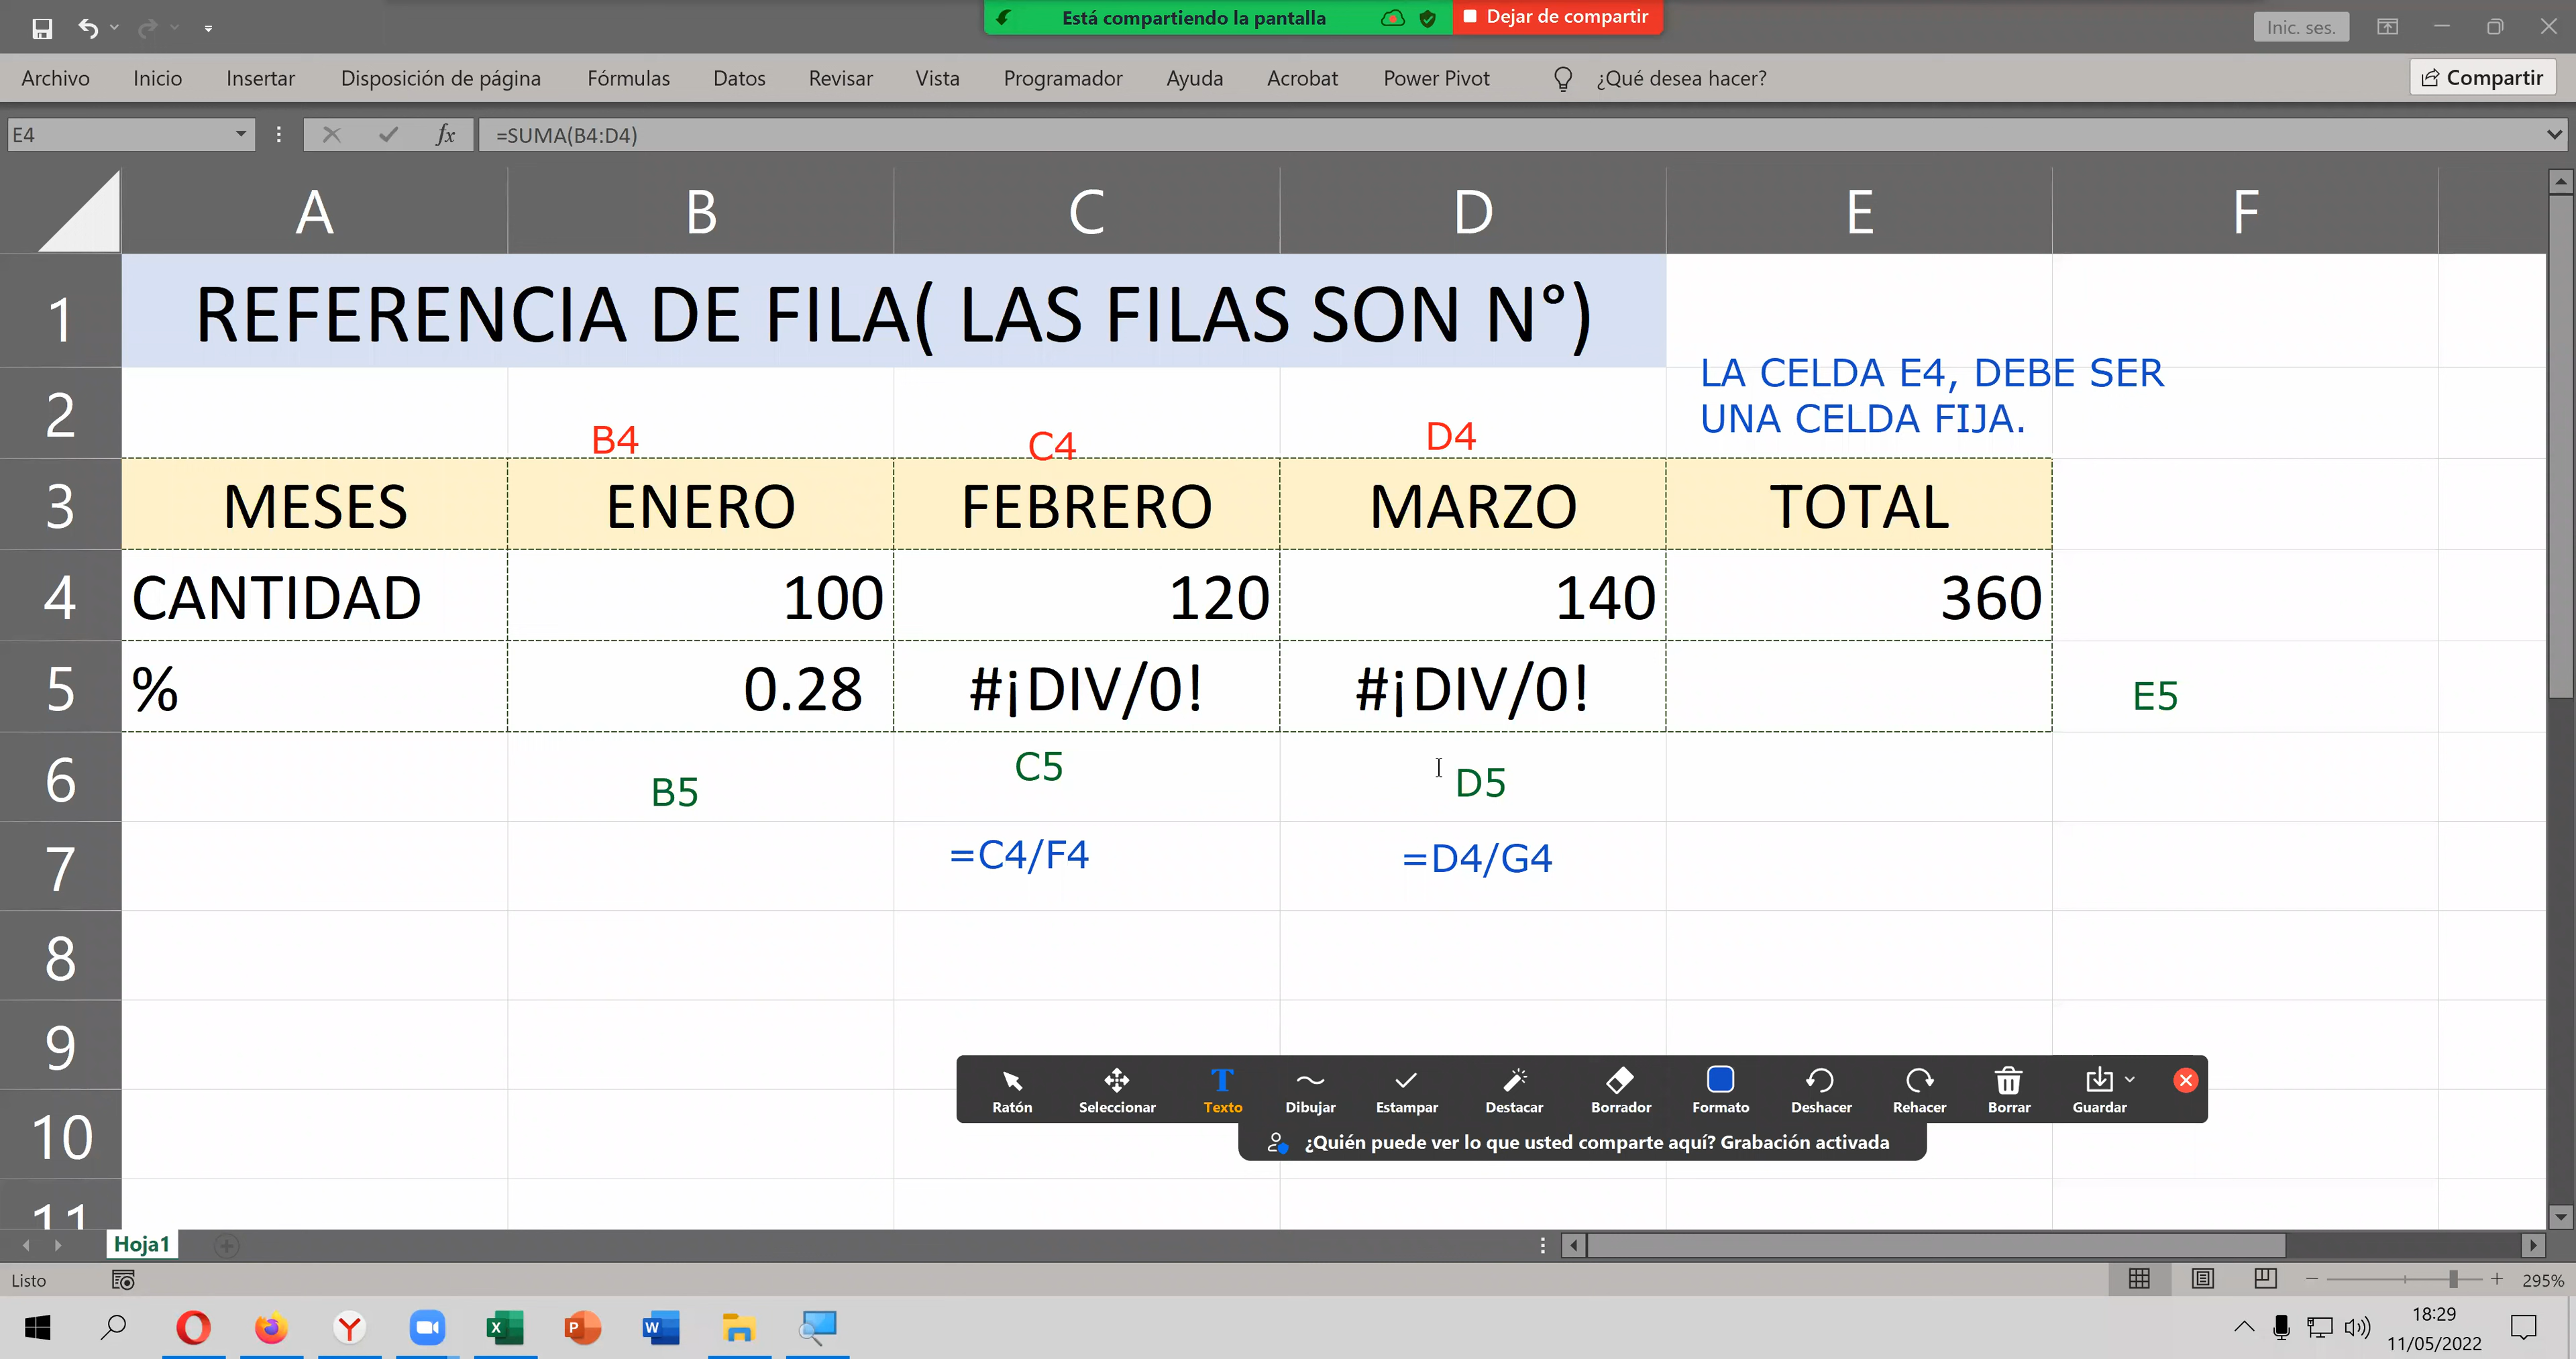 Está compartiendo la pantalla
Dejar de compartir
Inic. ses.
Archivo Inicio Insertar Disposición de página Fórmulas Datos Revisar Vista Programador Ayuda Acrobat Power Pivot ¿Qué desea hacer? Compartir
E4 fx =SUMA(B4:D4)
A B C D E F
1 REFERENCIA DE FILA( LAS FILAS SON N°)
LA CELDA E4, DEBE SER
UNA CELDA FIJA.
2 B4 C4 D4
3 MESES ENERO FEBRERO MARZO TOTAL
4 CANTIDAD 100 120 140 360
5 % 0.28 #¡DIV/0! #¡DIV/0! E5
6 B5 C5 D5
7 =C4/F4 =D4/G4
8
9
10
11
Ratón Seleccionar Texto Dibujar Estampar Destacar Borrador Formato Deshacer Rehacer Borrar Guardar
¿Quién puede ver lo que usted comparte aquí? Grabación activada
Hoja1
Listo 295%
18:29
11/05/2022